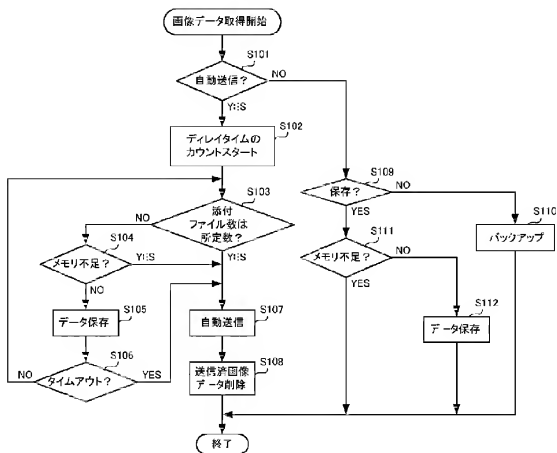 画像データ取得開始
S101
自動送信？
NO
YES
S102
ディレイタイムの
カウントスタート
S103
添付
ファイル数は
所定数？
NO
YES
S104
メモリ不足？
YES
NO
S105
データ保存
S106
タイムアウト？
NO
YES
S107
自動送信
S108
送信済画像
データ削除
S109
保存？
NO
YES
S110
バックアップ
S111
メモリ不足？
NO
YES
S112
データ保存
終了